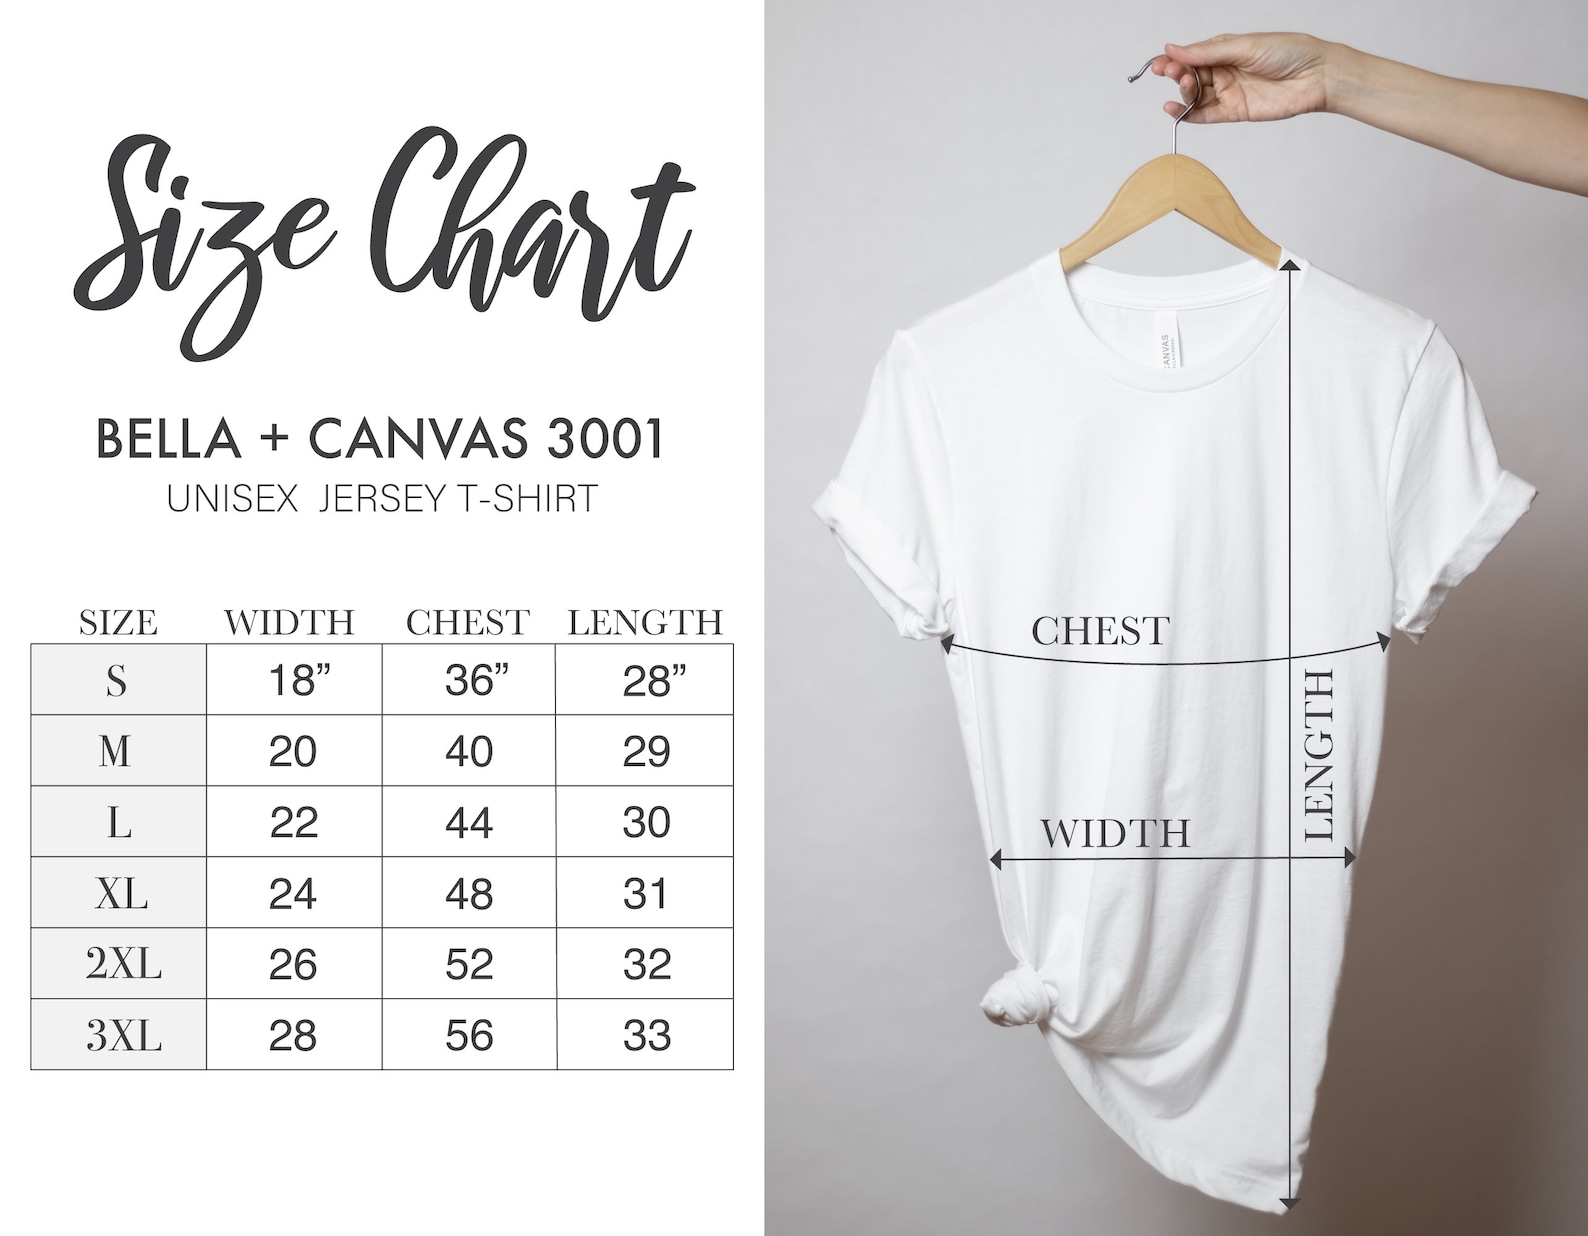 Size Chart
BELLA + CANVAS 3001
UNISEX JERSEY T-SHIRT
SIZE WIDTH CHEST LENGTH
S 18” 36” 28”
M 20 40 29
L 22 44 30
XL 24 48 31
2XL 26 52 32
3XL 28 56 33
CANVAS
CHEST
LENGTH
WIDTH